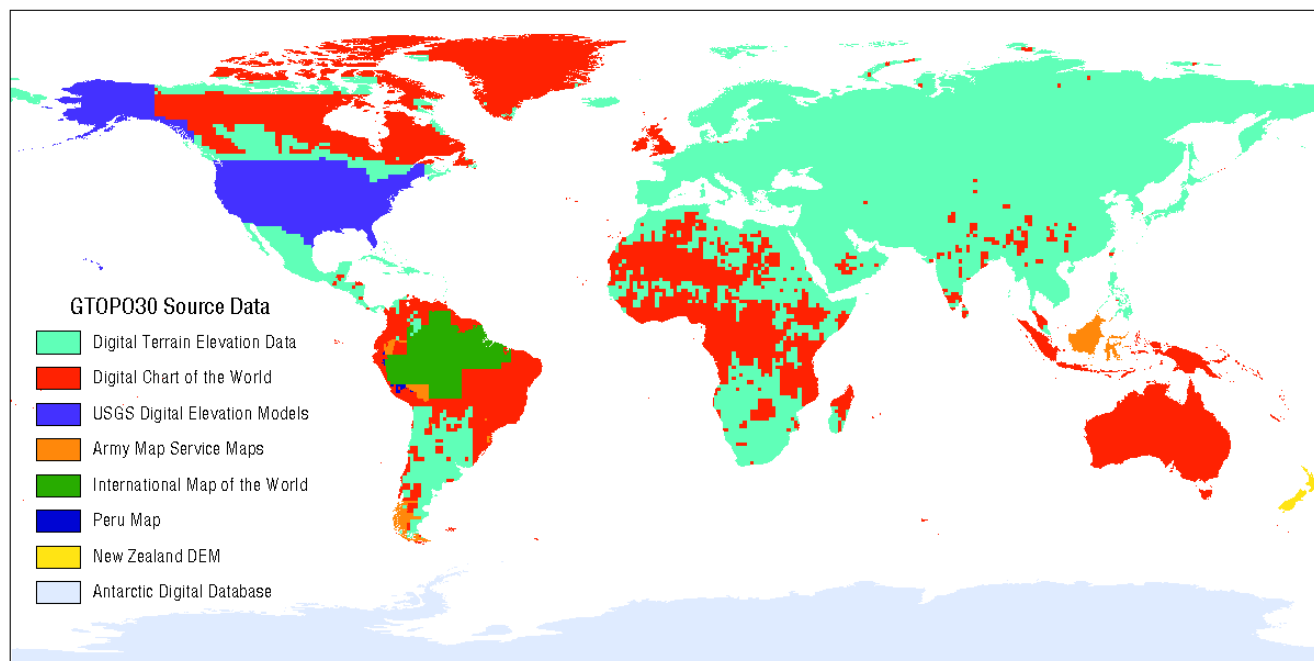 GTOPO30 Source Data
Digital Terrain Elevation Data
Digital Chart of the World
USGS Digital Elevation Models
Army Map Service Maps
International Map of the World
Peru Map
New Zealand DEM
Antarctic Digital Database